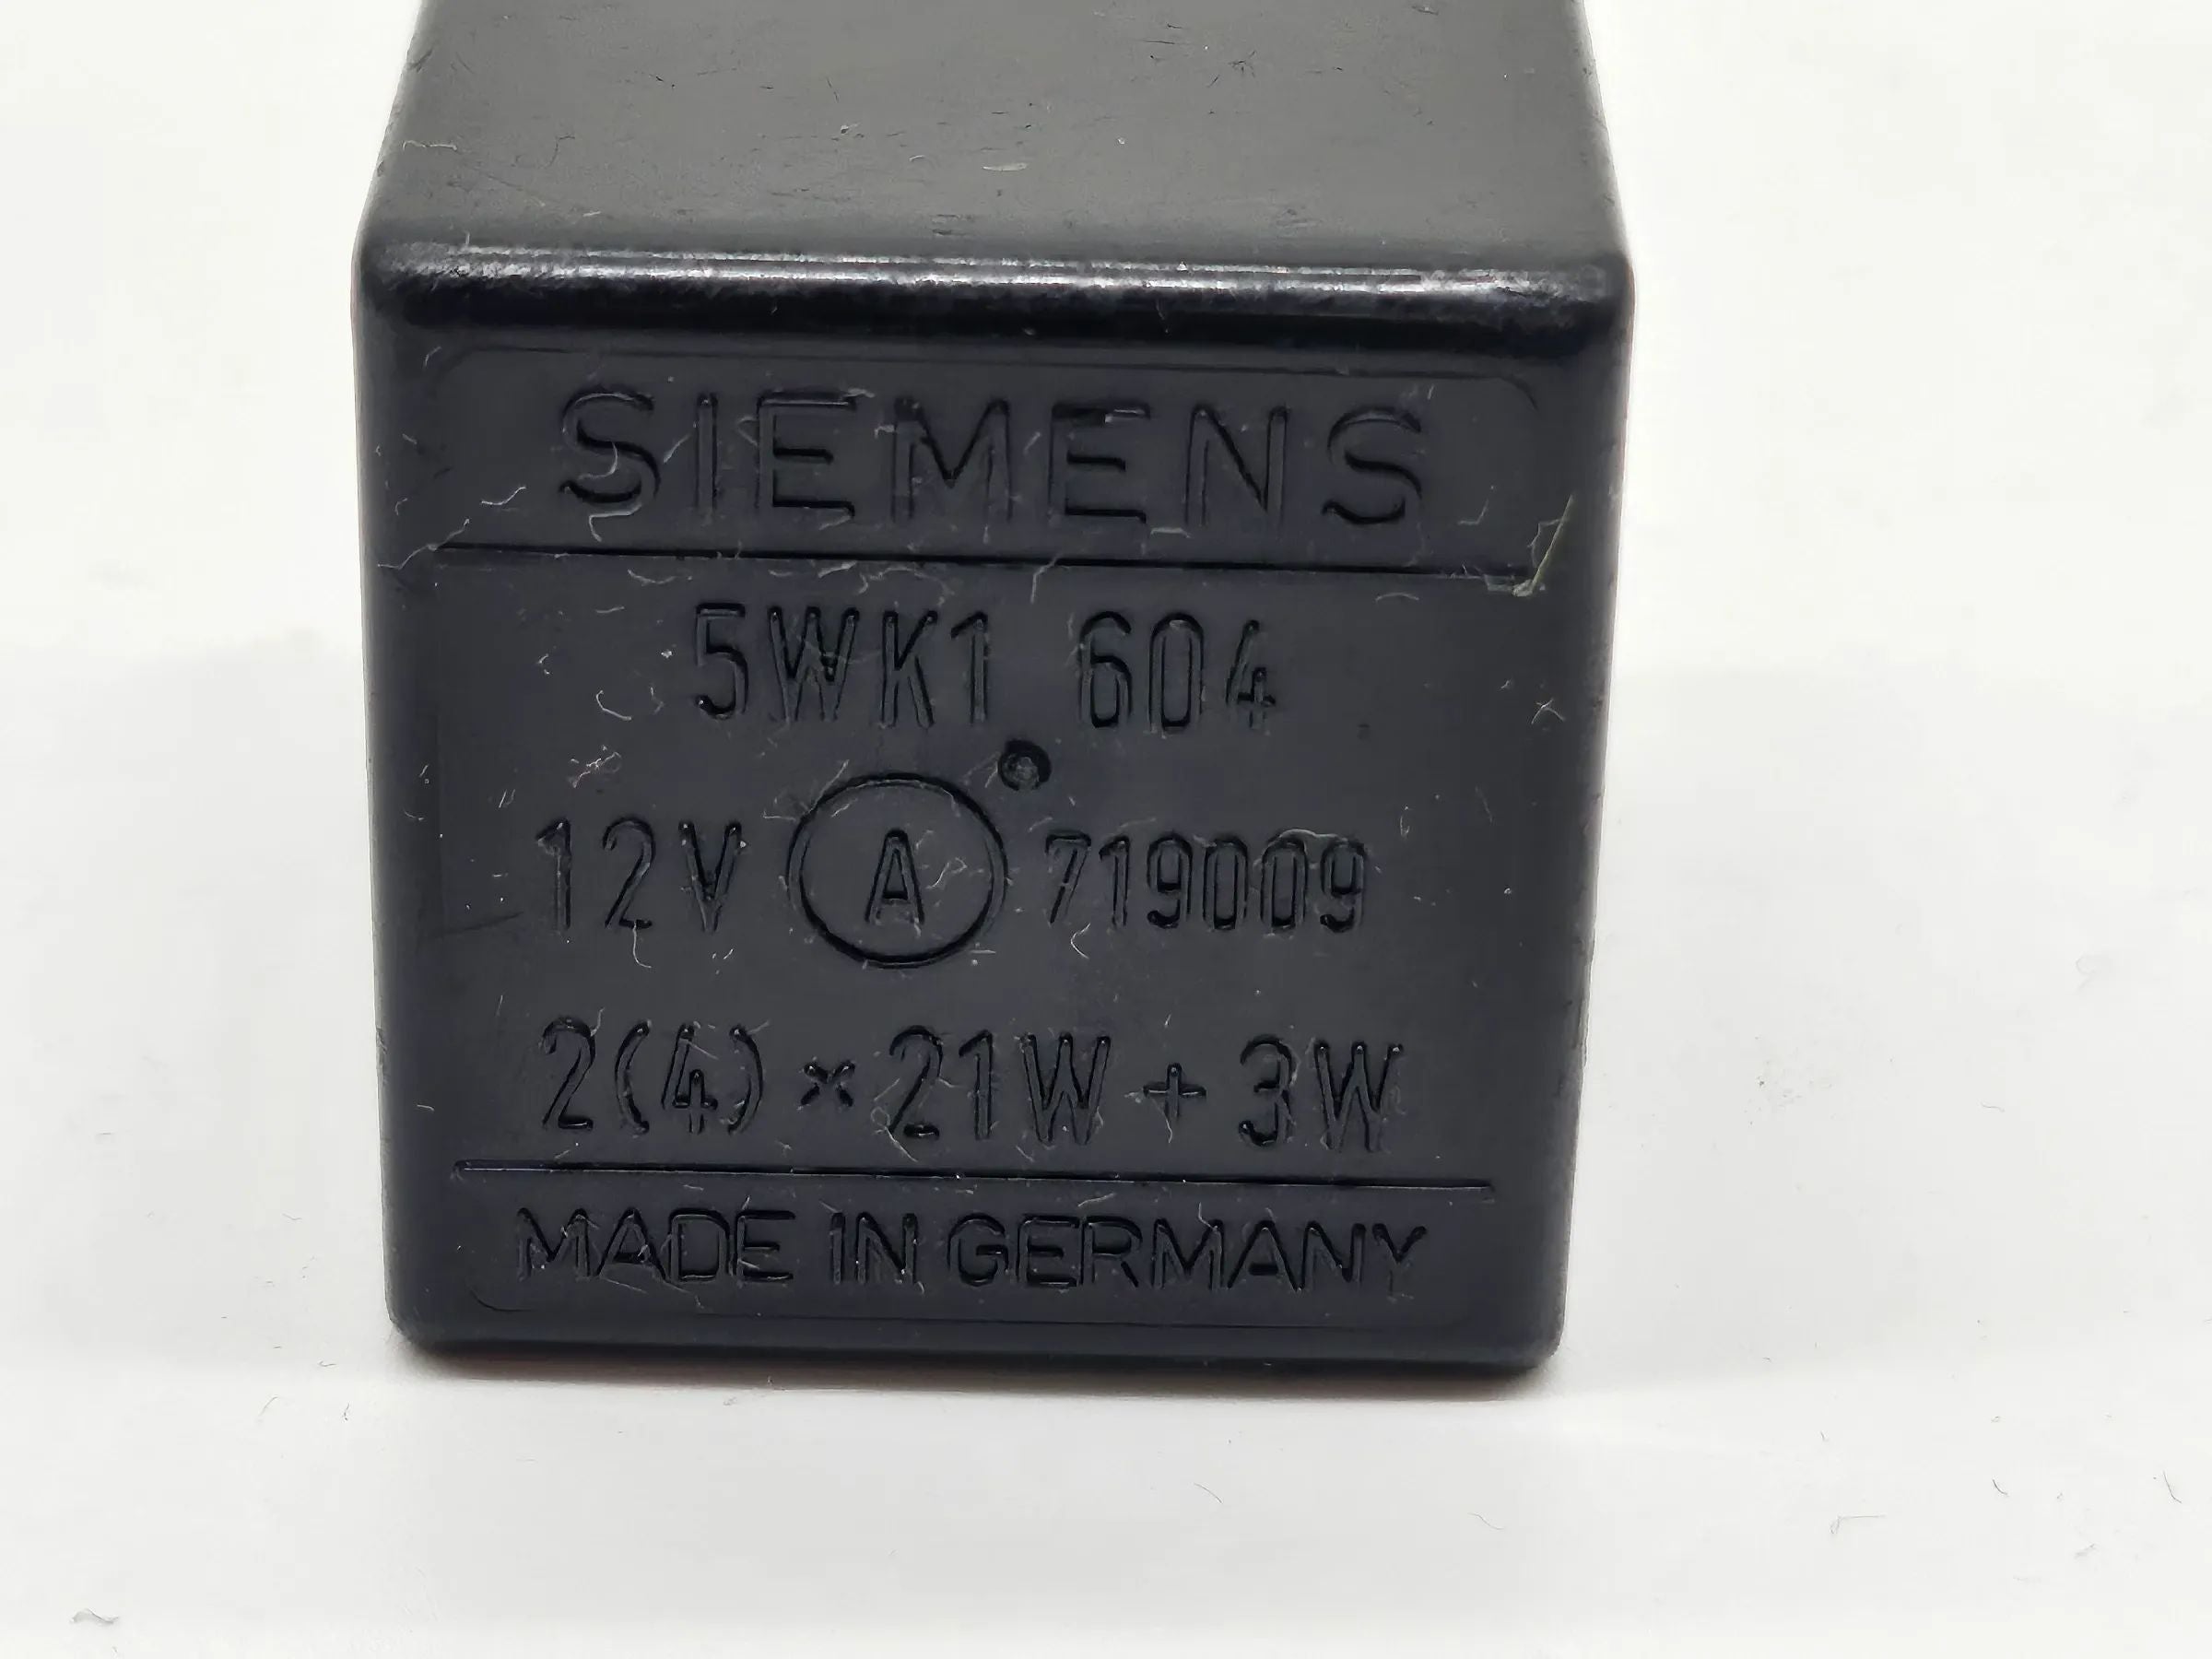 SIEMENS
5WK1 604
12V A 719009
2(4) × 21W + 3W
MADE IN GERMANY